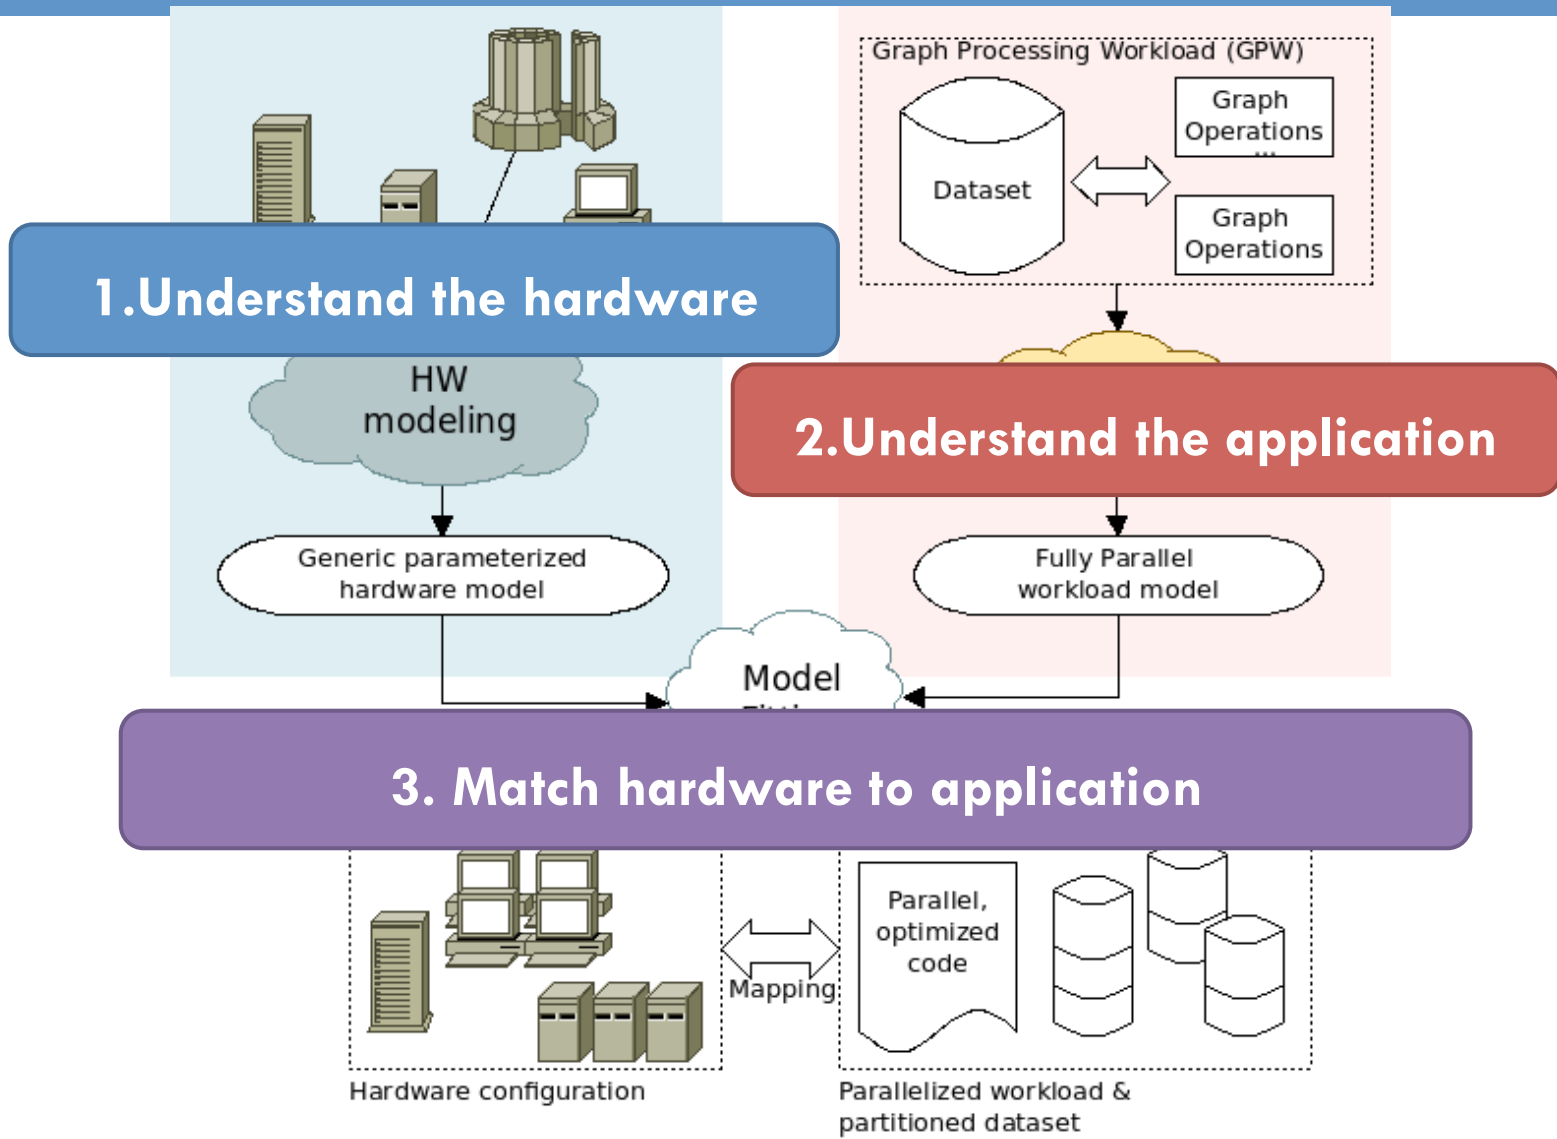 Graph Processing Workload (GPW)
Dataset
Graph
Operations
...
Graph
Operations
1.Understand the hardware
HW
modeling
2.Understand the application
Generic parameterized
hardware model
Fully Parallel
workload model
Model
3. Match hardware to application
Parallel,
optimized
code
Mapping
Hardware configuration
Parallelized workload &
partitioned dataset